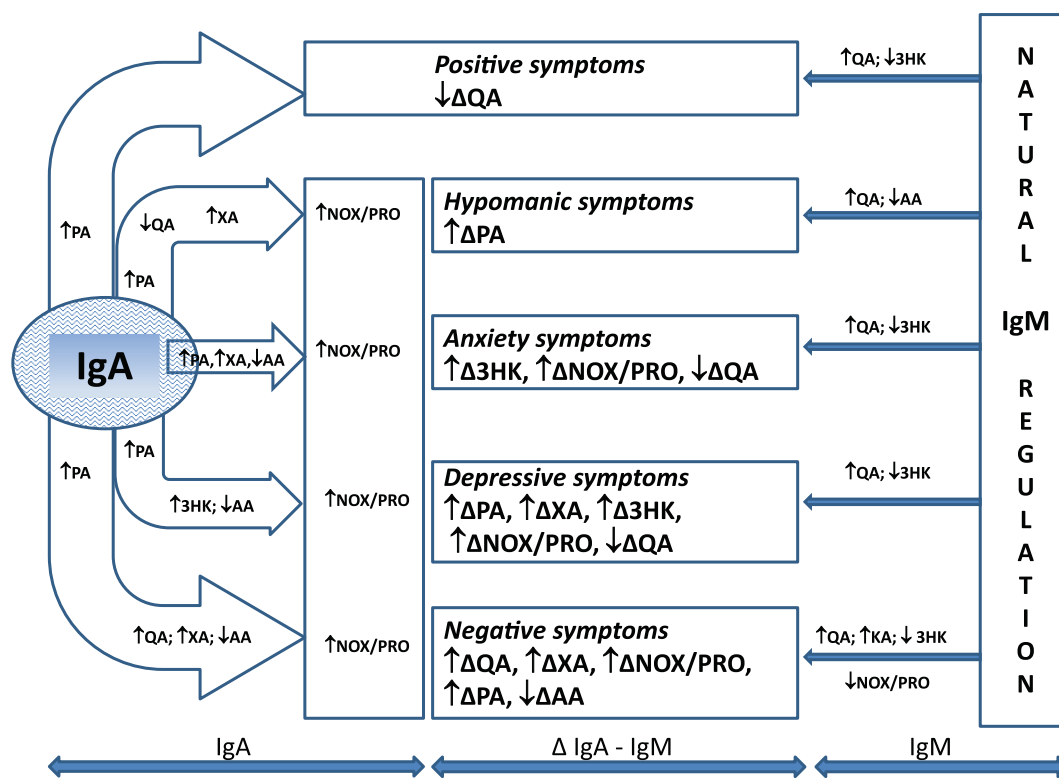 Positive symptoms
↓ΔQA
↑QA; ↓3HK
↑PA
↓QA
↑XA
↑PA
↑NOX/PRO
Hypomanic symptoms
↑ΔPA
↑QA; ↓AA
IgA
↑PA,↑XA,↓AA
↑NOX/PRO
Anxiety symptoms
↑Δ3HK, ↑ΔNOX/PRO, ↓ΔQA
↑QA; ↓3HK
↑PA
↑PA
↑3HK; ↓AA
↑NOX/PRO
Depressive symptoms
↑ΔPA, ↑ΔXA, ↑Δ3HK,
↑ΔNOX/PRO, ↓ΔQA
↑QA; ↓3HK
↑QA; ↑XA; ↓AA
↑NOX/PRO
Negative symptoms
↑ΔQA, ↑ΔXA, ↑ΔNOX/PRO,
↑ΔPA, ↓ΔAA
↑QA; ↑KA; ↓ 3HK
↓NOX/PRO
NATURAL
IgM
REGULATION
IgA
Δ IgA - IgM
IgM